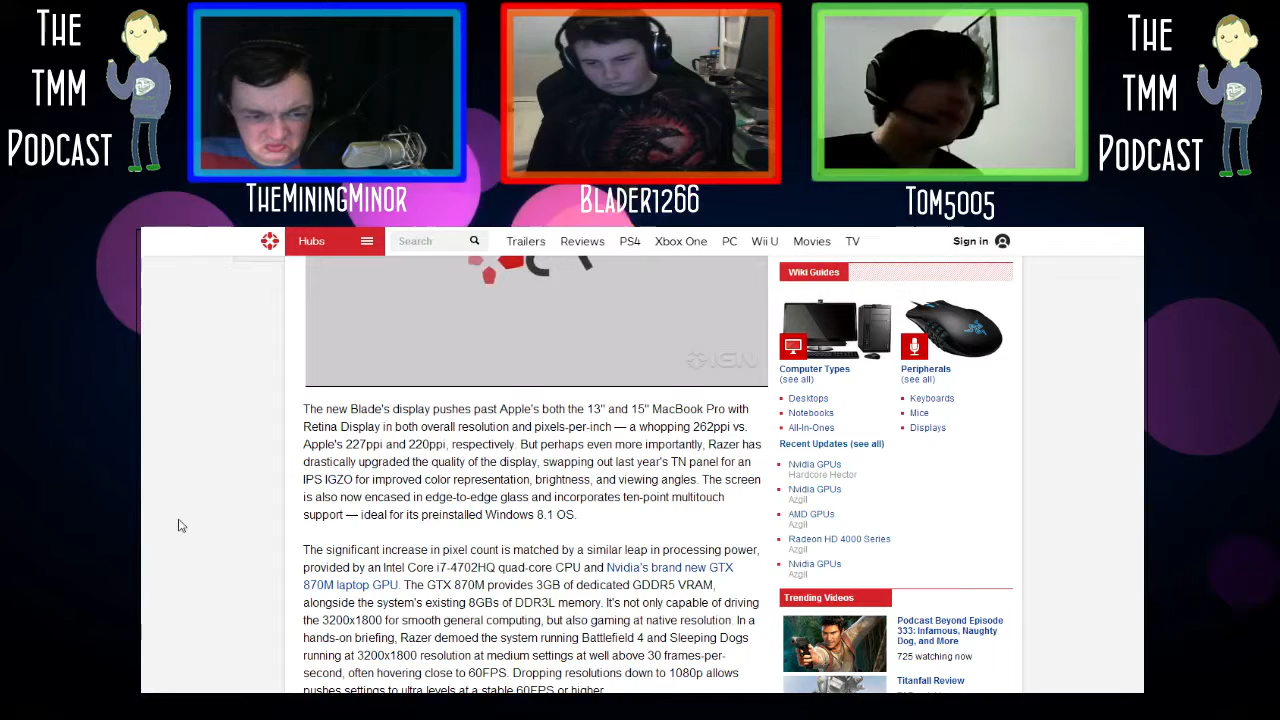 The
TMM
Podcast
TheMiningMinor
Blader1266
Tom5005
The
TMM
Podcast
Hubs
Search
Trailers
Reviews
PS4
Xbox One
PC
Wii U
Movies
TV
Sign in
IGN
The new Blade's display pushes past Apple's both the 13" and 15" MacBook Pro with
Retina Display in both overall resolution and pixels-per-inch — a whopping 262ppi vs.
Apple's 227ppi and 220ppi, respectively. But perhaps even more importantly, Razer has
drastically upgraded the quality of the display, swapping out last year's TN panel for an
IPS IGZO for improved color representation, brightness, and viewing angles. The screen
is also now encased in edge-to-edge glass and incorporates ten-point multitouch
support — ideal for its preinstalled Windows 8.1 OS.
The significant increase in pixel count is matched by a similar leap in processing power,
provided by an Intel Core i7-4702HQ quad-core CPU and Nvidia's brand new GTX
870M laptop GPU. The GTX 870M provides 3GB of dedicated GDDR5 VRAM,
alongside the system's existing 8GBs of DDR3L memory. It's not only capable of driving
the 3200x1800 for smooth general computing, but also gaming at native resolution. In a
hands-on briefing, Razer demoed the system running Battlefield 4 and Sleeping Dogs
running at 3200x1800 resolution at medium settings at well above 30 frames-per-
second, often hovering close to 60FPS. Dropping resolutions down to 1080p allows
pushes settings to ultra levels at a stable 60FPS or higher.
Wiki Guides
Computer Types
(see all)
Desktops
Notebooks
All-In-Ones
Peripherals
(see all)
Keyboards
Mice
Displays
Recent Updates (see all)
Nvidia GPUs
Hardcore Hector
Nvidia GPUs
Azgil
AMD GPUs
Azgil
Radeon HD 4000 Series
Azgil
Nvidia GPUs
Azgil
Trending Videos
Podcast Beyond Episode
333: Infamous, Naughty
Dog, and More
725 watching now
Titanfall Review